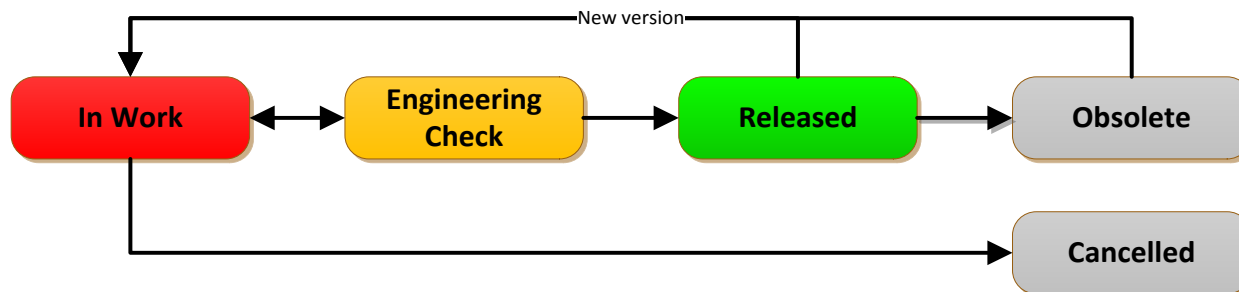 New version
In Work
Engineering
Check
Released
Obsolete
Cancelled